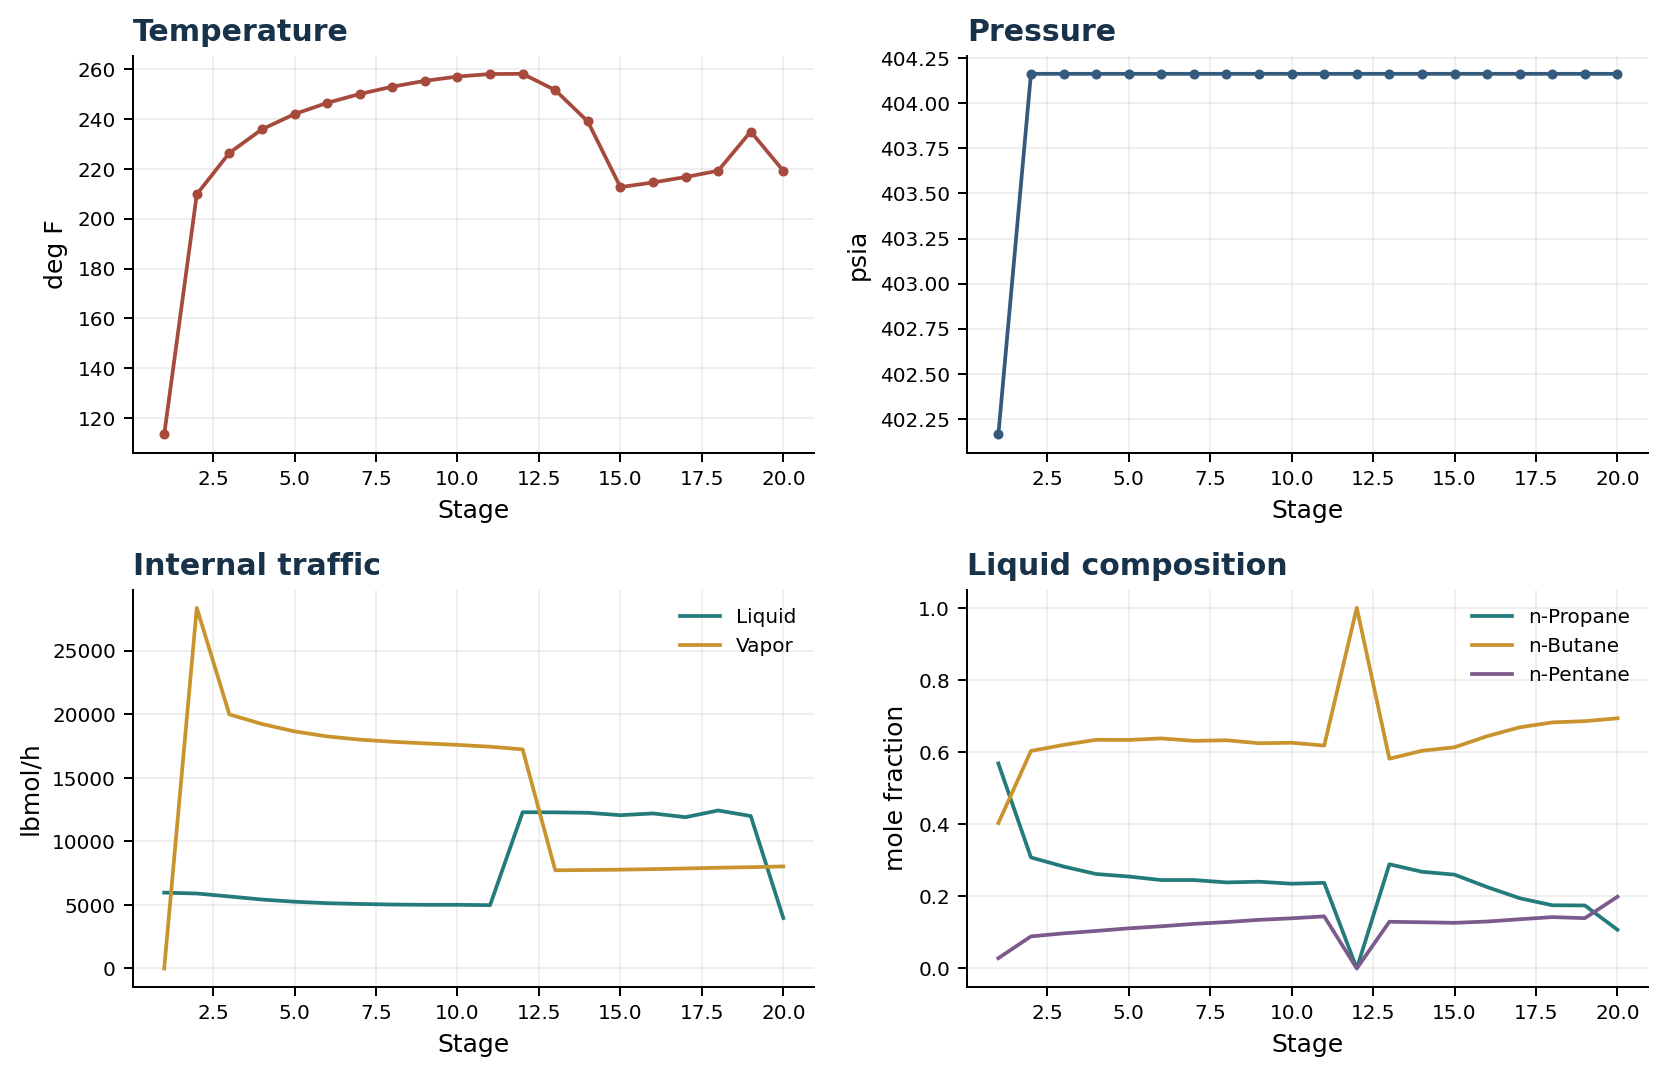 Temperature
260
240
220
200
180
160
140
120
deg F
2.5 5.0 7.5 10.0 12.5 15.0 17.5 20.0
Stage
Pressure
404.25
404.00
403.75
403.50
403.25
403.00
402.75
402.50
402.25
psia
2.5 5.0 7.5 10.0 12.5 15.0 17.5 20.0
Stage
Internal traffic
Liquid
Vapor
25000
20000
15000
10000
5000
0
lbmol/h
2.5 5.0 7.5 10.0 12.5 15.0 17.5 20.0
Stage
Liquid composition
n-Propane
n-Butane
n-Pentane
1.0
0.8
0.6
0.4
0.2
0.0
mole fraction
2.5 5.0 7.5 10.0 12.5 15.0 17.5 20.0
Stage